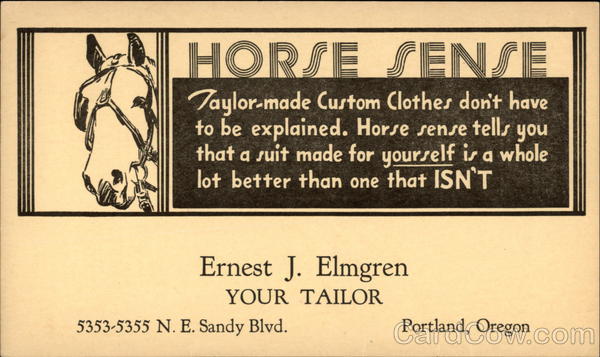 HORSE SENSE
Taylor-made Custom Clothes don't have
to be explained. Horse sense tells you
that a suit made for yourself is a whole
lot better than one that ISN'T
Ernest J. Elmgren
YOUR TAILOR
5353-5355 N. E. Sandy Blvd. Portland, Oregon
CardCow.com